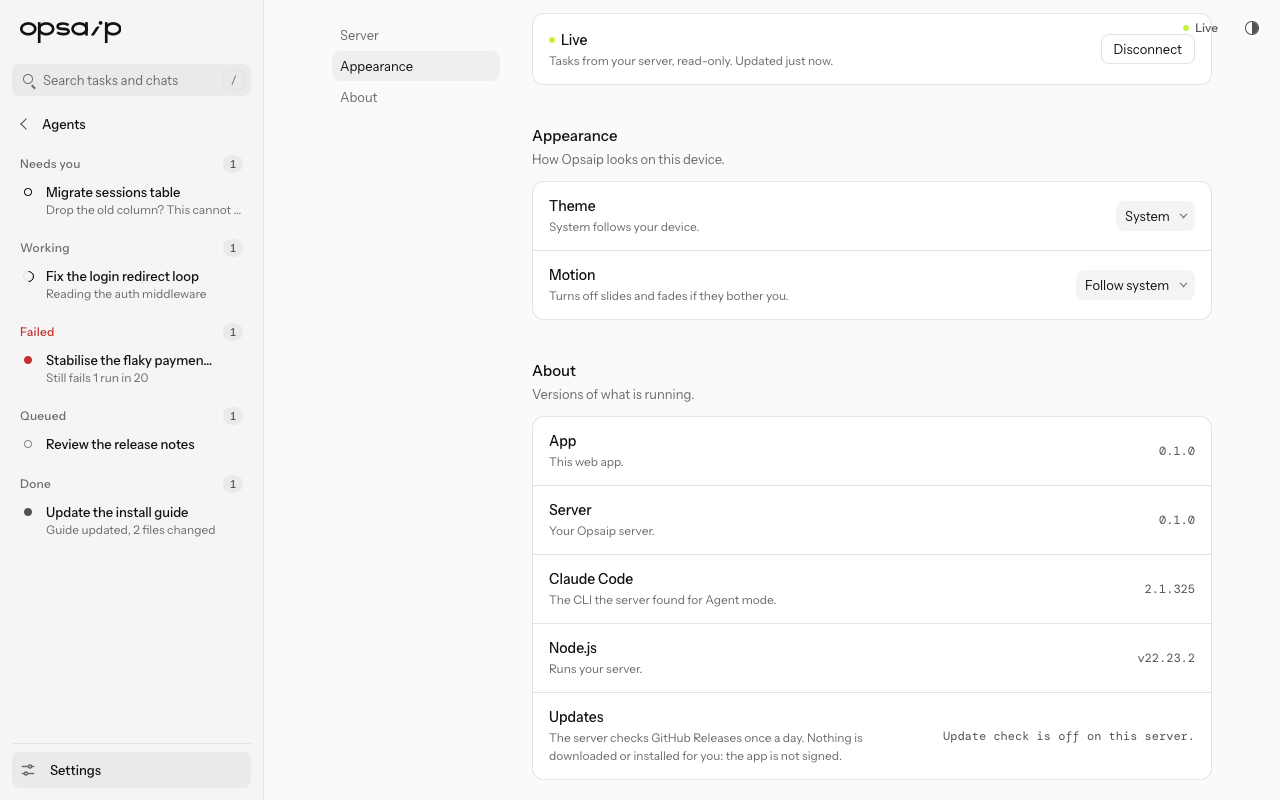 opsaip
Search tasks and chats /
Agents
Needs you 1
Migrate sessions table
Drop the old column? This cannot …
Working 1
Fix the login redirect loop
Reading the auth middleware
Failed 1
Stabilise the flaky paymen…
Still fails 1 run in 20
Queued 1
Review the release notes
Done 1
Update the install guide
Guide updated, 2 files changed
Settings
Server
Appearance
About
Live
Live
Tasks from your server, read-only. Updated just now.
Disconnect
Appearance
How Opsaip looks on this device.
Theme
System follows your device.
System
Motion
Turns off slides and fades if they bother you.
Follow system
About
Versions of what is running.
App
This web app.
0.1.0
Server
Your Opsaip server.
0.1.0
Claude Code
The CLI the server found for Agent mode.
2.1.325
Node.js
Runs your server.
v22.23.2
Updates
The server checks GitHub Releases once a day. Nothing is
downloaded or installed for you: the app is not signed.
Update check is off on this server.